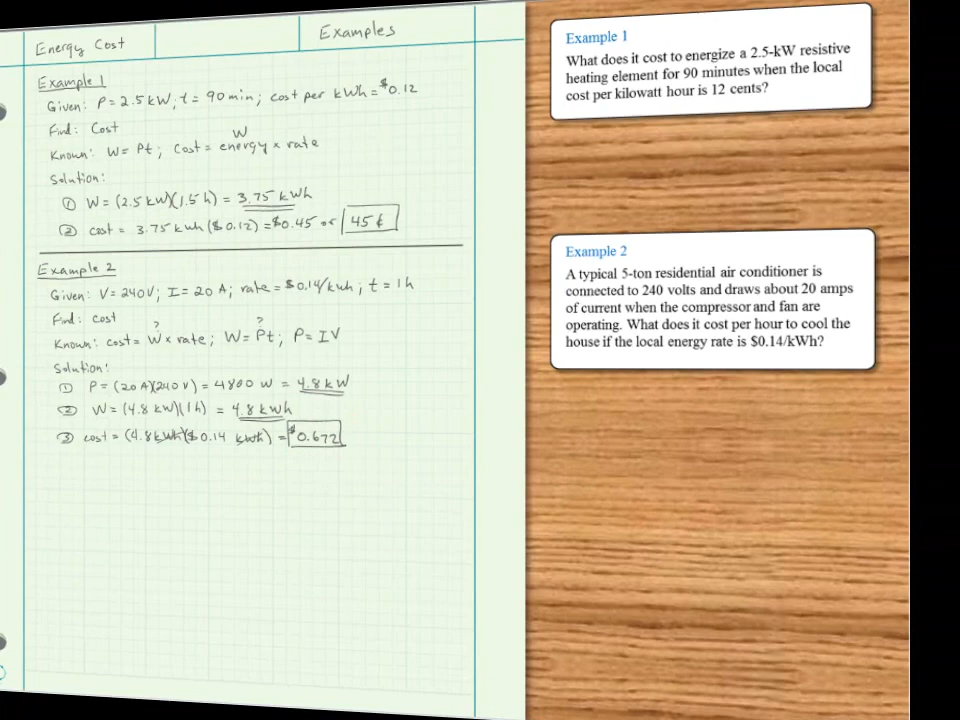 Energy Cost
Examples
Example 1
Given: P = 2.5 kW; t = 90 min; cost per kWh = $0.12
Find: Cost
W
Known: W = Pt; Cost = energy x rate
Solution:
① W = (2.5 kW)(1.5 h) = 3.75 kWh
② cost = 3.75 kWh ($0.12) = $0.45 or 45 ¢
Example 2
Given: V = 240V; I = 20 A; rate = $0.14/kWh; t = 1h
Find: cost
? ?
Known: cost = W x rate; W = Pt; P = IV
Solution:
① P = (20 A)(240 V) = 4800 W = 4.8 kW
② W = (4.8 kW)(1h) = 4.8 kWh
③ cost = (4.8 kWh)($0.14 kWh) = $0.672
Example 1
What does it cost to energize a 2.5-kW resistive
heating element for 90 minutes when the local
cost per kilowatt hour is 12 cents?
Example 2
A typical 5-ton residential air conditioner is
connected to 240 volts and draws about 20 amps
of current when the compressor and fan are
operating. What does it cost per hour to cool the
house if the local energy rate is $0.14/kWh?